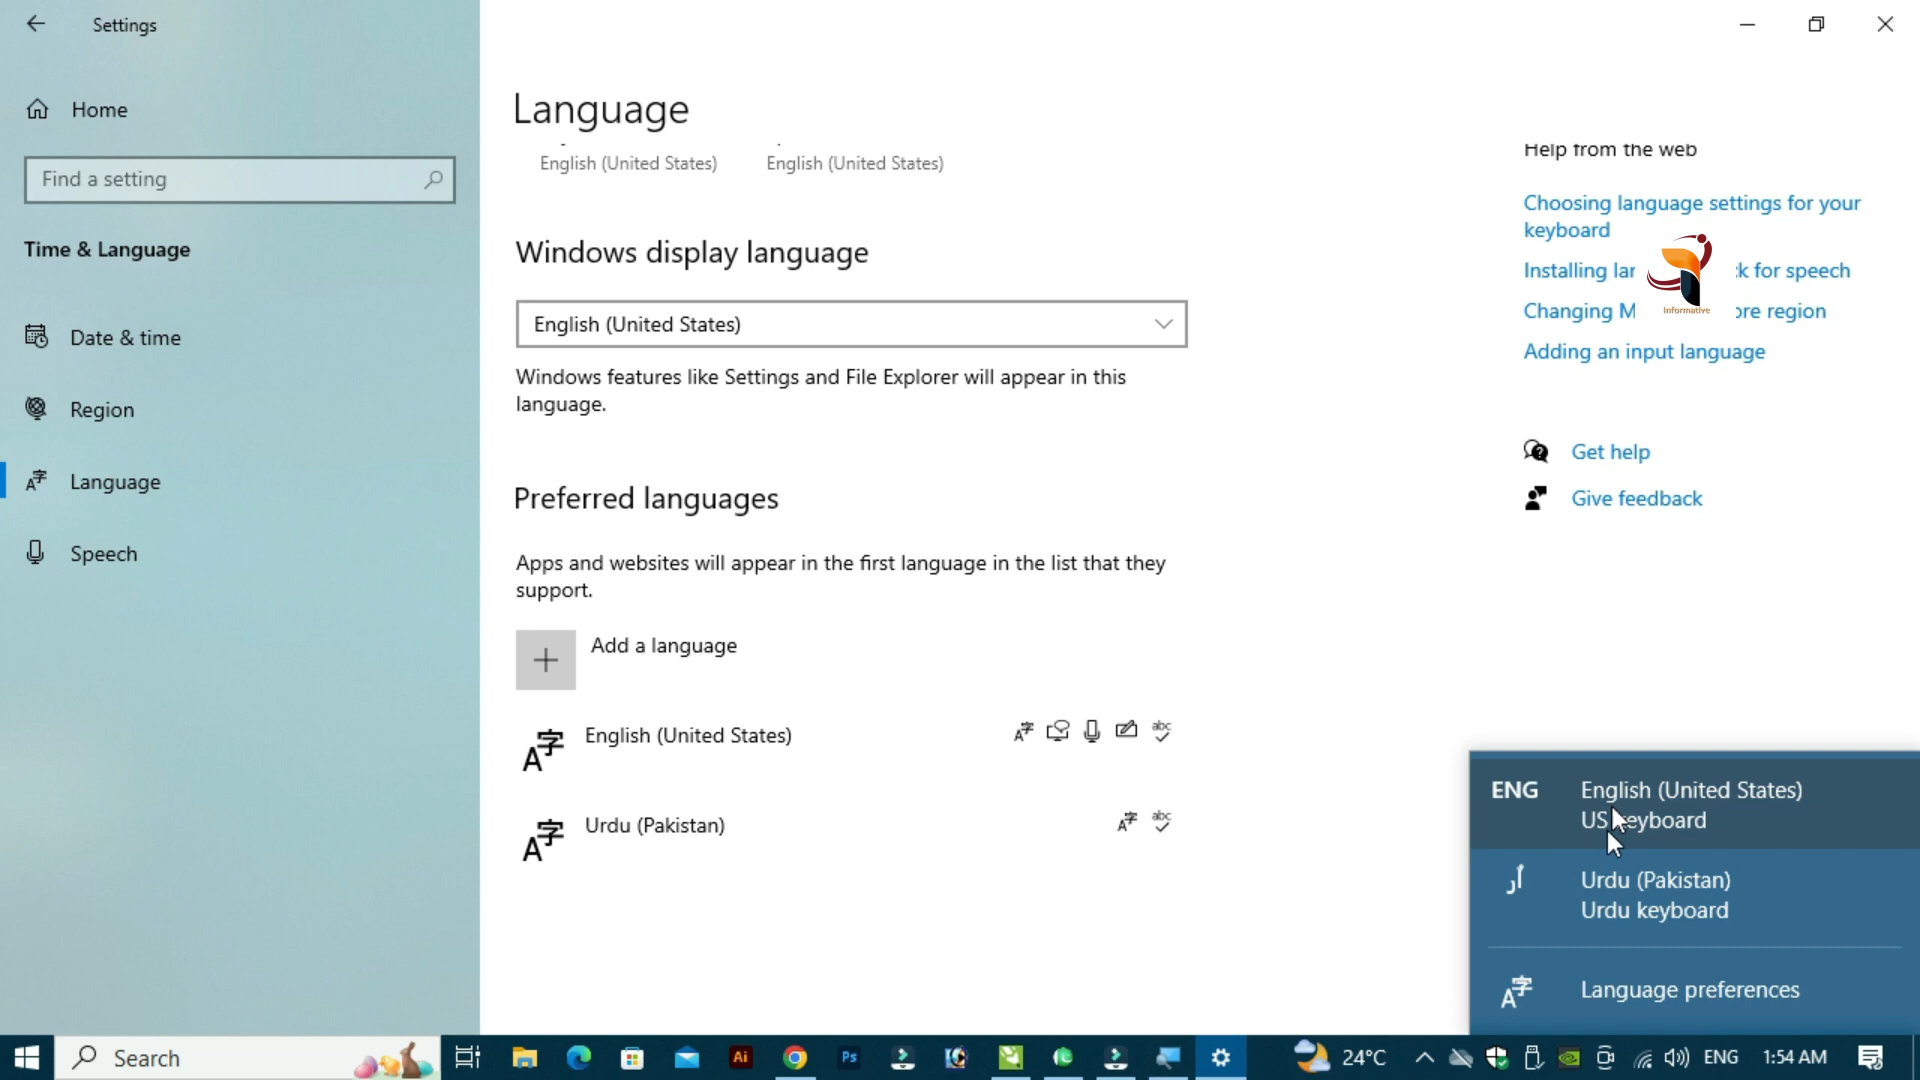 Settings
Home
Find a setting
Time & Language
Date & time
Region
Language
Speech
Language
English (United States) English (United States)
Windows display language
English (United States)
Windows features like Settings and File Explorer will appear in this
language.
Preferred languages
Apps and websites will appear in the first language in the list that they
support.
Add a language
English (United States)
Urdu (Pakistan)
Help from the web
Choosing language settings for your
keyboard
Installing lar k for speech
Changing M ore region
Informative
Adding an input language
Get help
Give feedback
ENG English (United States)
US keyboard
اُر Urdu (Pakistan)
Urdu keyboard
Language preferences
Search
Ai
Ps
24°C
ENG
1:54 AM